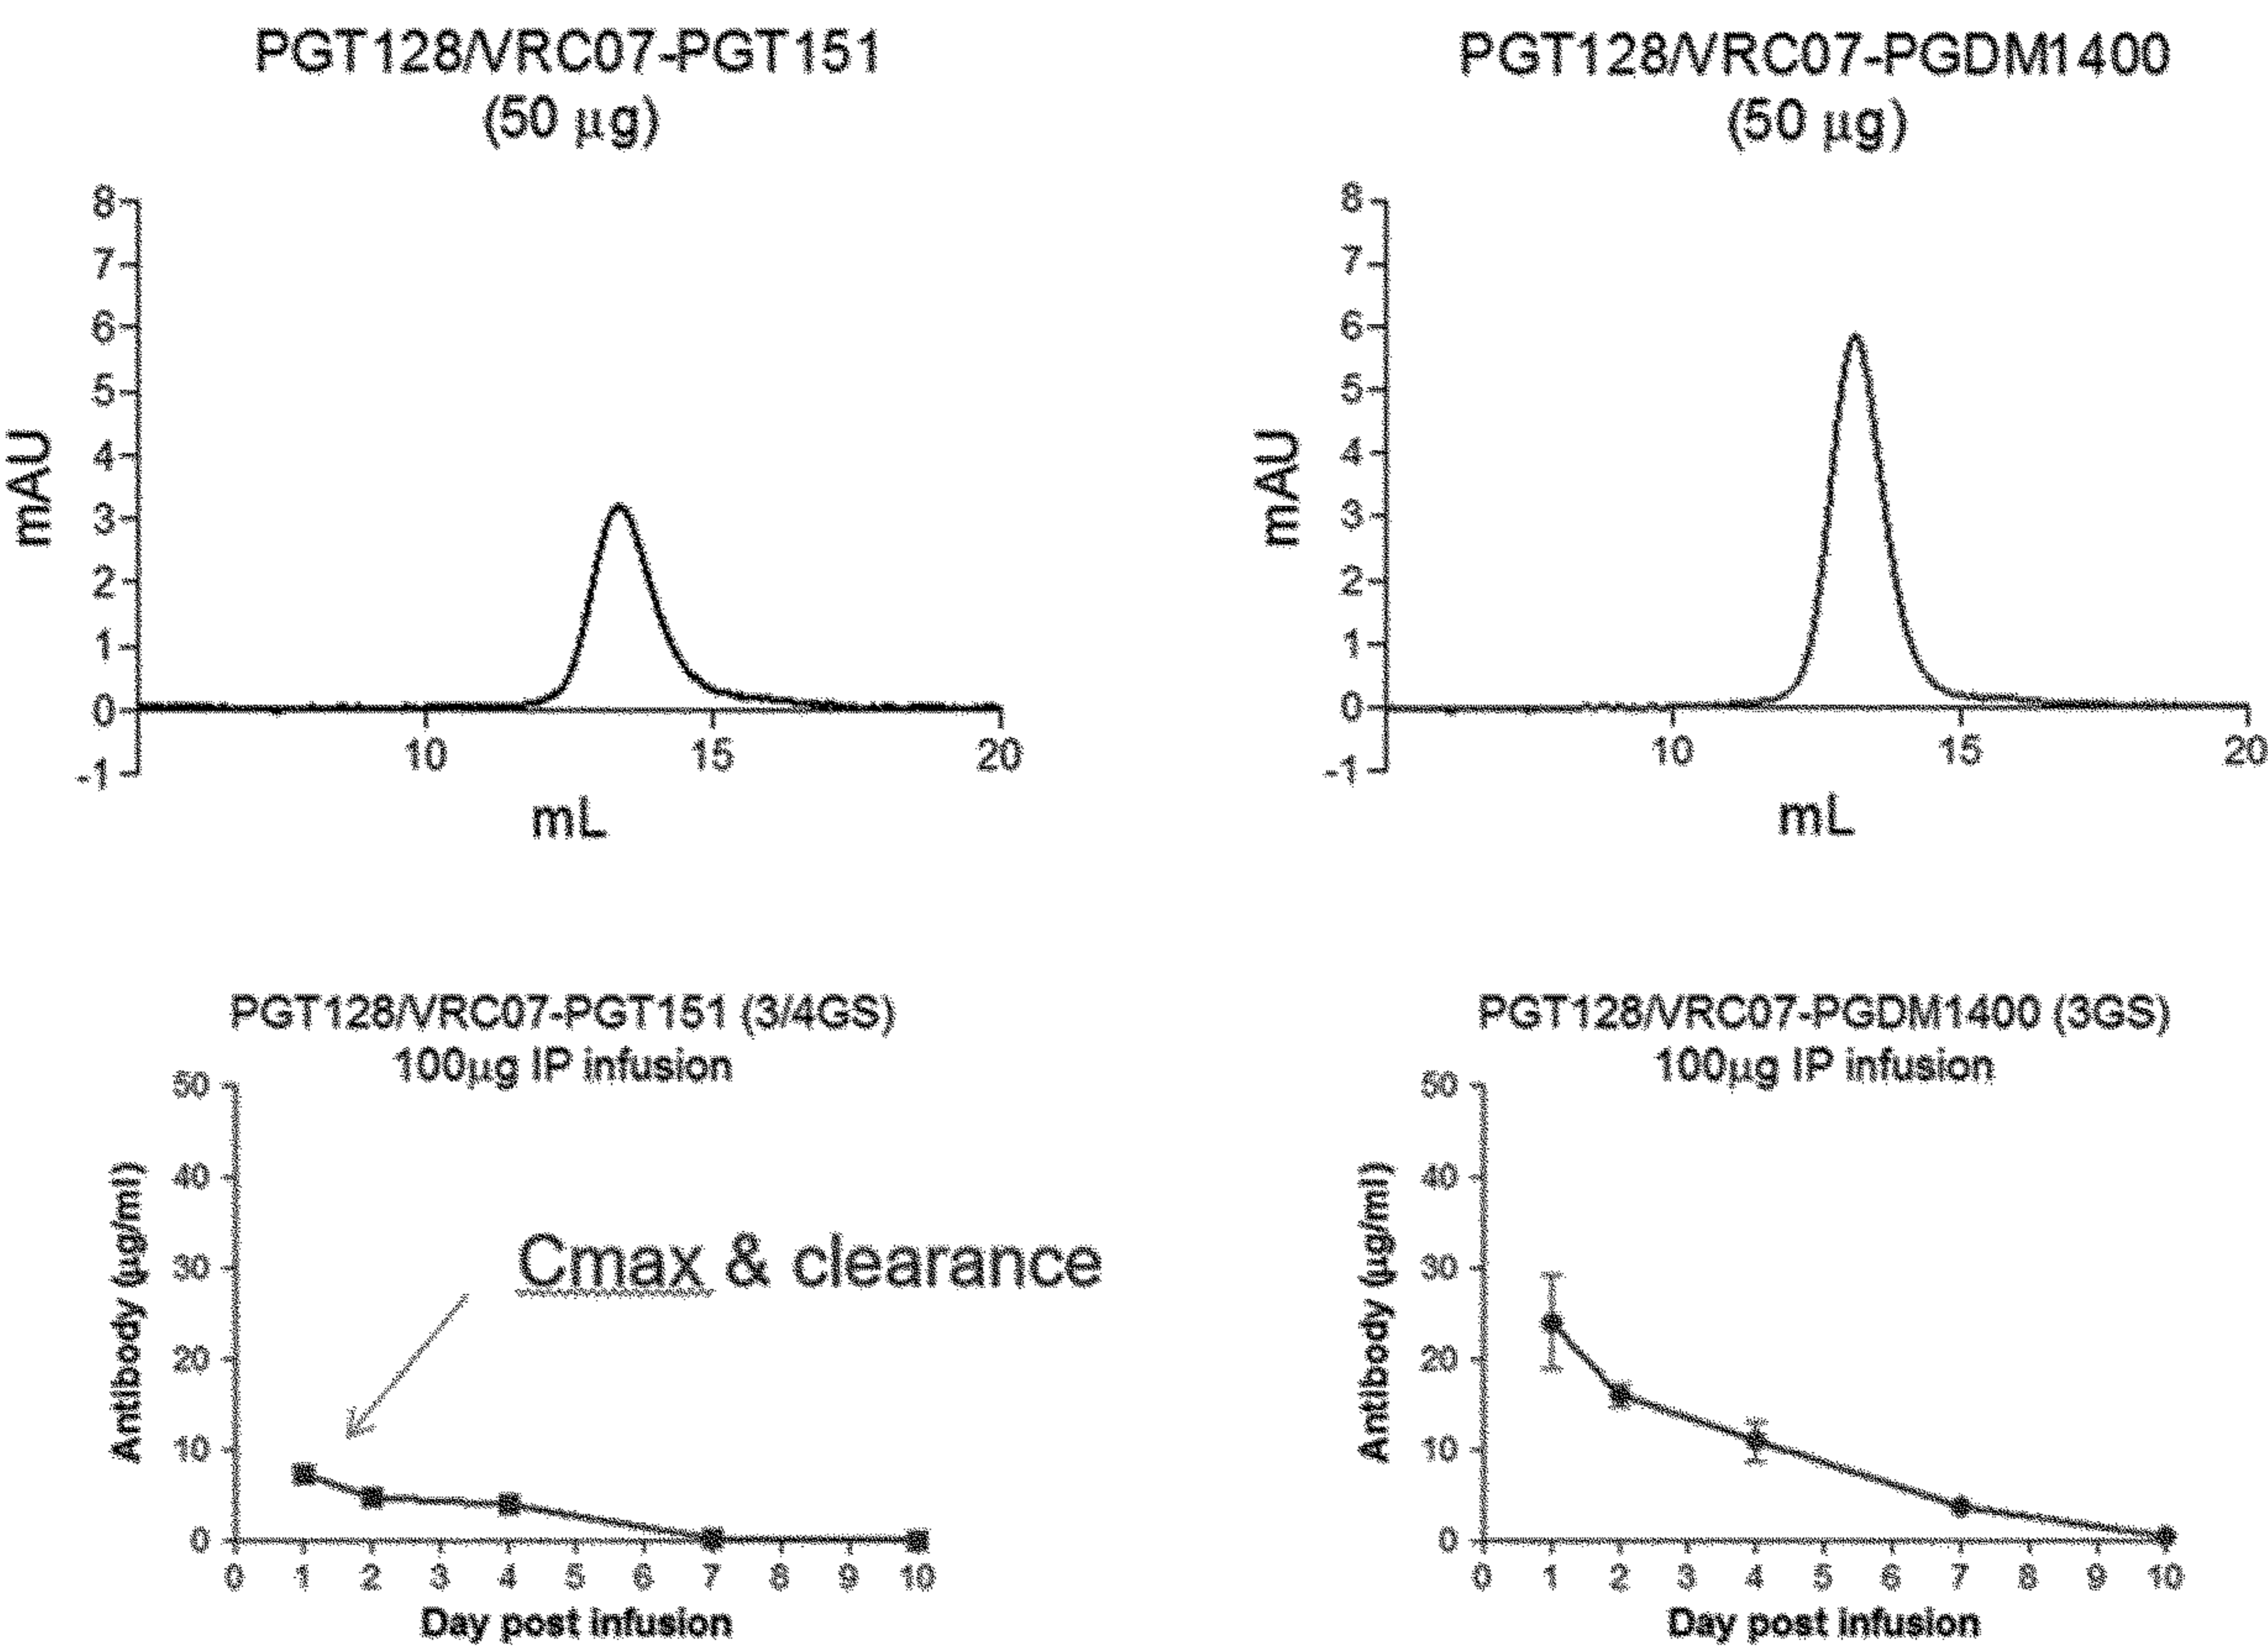 PGT128/VRC07-PGT151
(50 µg)
8
7
6
5
4
3
2
1
0
-1
mAU
10
15
20
mL
PGT128/VRC07-PGDM1400
(50 µg)
8
7
6
5
4
3
2
1
0
-1
mAU
10
15
20
mL
PGT128/VRC07-PGT151 (3/4GS)
100µg IP infusion
50
40
30
20
10
0
Antibody (µg/ml)
Cmax & clearance
0 1 2 3 4 5 6 7 8 9 10
Day post infusion
PGT128/VRC07-PGDM1400 (3GS)
100µg IP infusion
50
40
30
20
10
0
Antibody (µg/ml)
0 1 2 3 4 5 6 7 8 9 10
Day post infusion